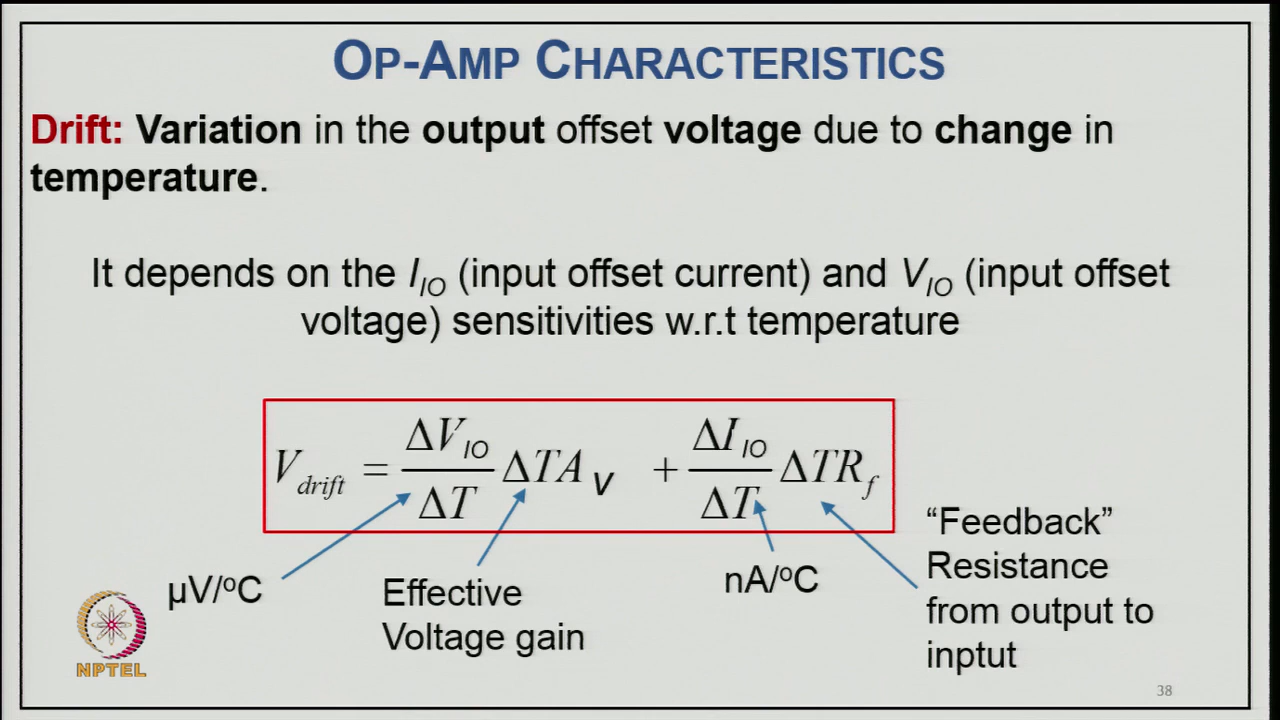 OP-AMP CHARACTERISTICS
Drift: Variation in the output offset voltage due to change in
temperature.
It depends on the I_IO (input offset current) and V_IO (input offset
voltage) sensitivities w.r.t temperature
V_drift = ΔV_IO/ΔT ΔTA_V + ΔI_IO/ΔT ΔTR_f
μV/°C
Effective
Voltage gain
nA/°C
“Feedback”
Resistance
from output to
inptut
NPTEL
38